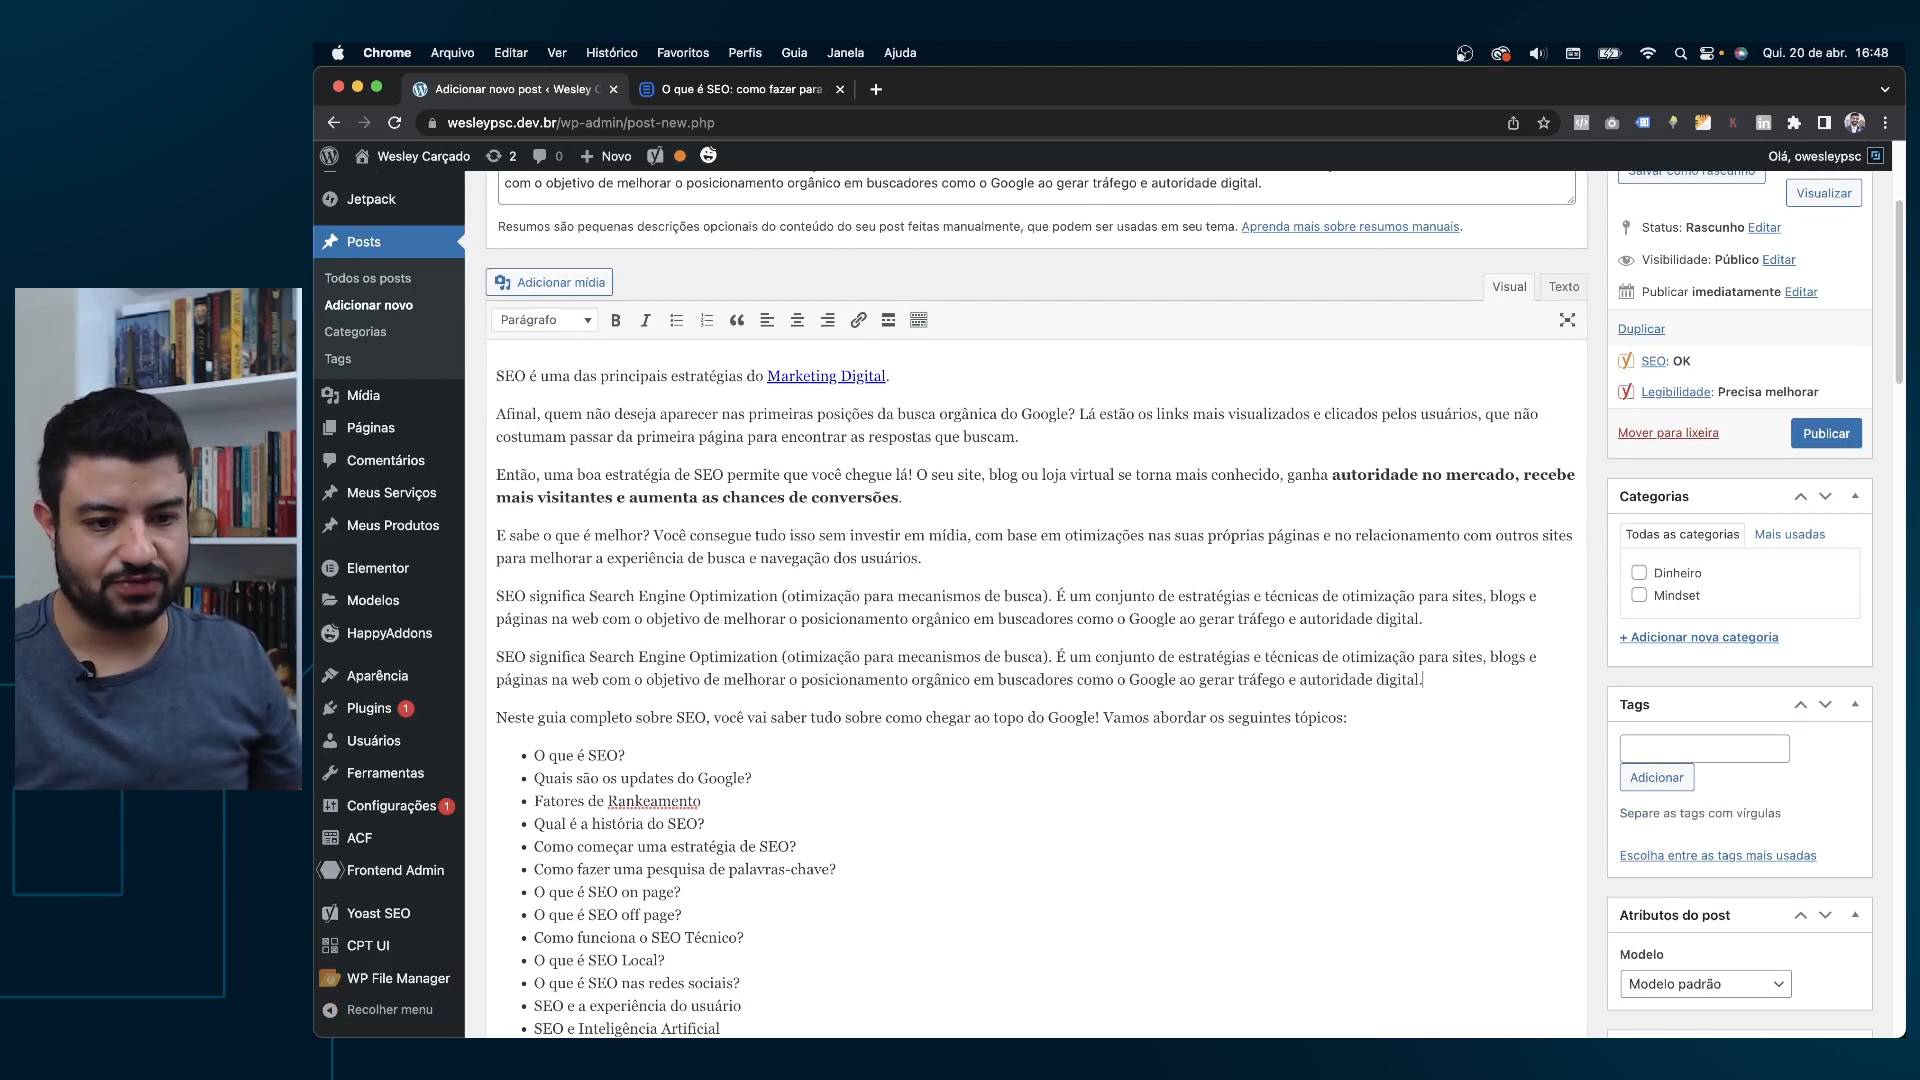 Chrome Arquivo Editar Ver Histórico Favoritos Perfis Guia Janela Ajuda Qui. 20 de abr. 16:48
Adicionar novo post ‹ Wesley C
O que é SEO: como fazer para
wesleypsc.dev.br/wp-admin/post-new.php
Wesley Carçado 2 0 Novo Olá, owesleypsc
Jetpack
Posts
Todos os posts
Adicionar novo
Categorias
Tags
Mídia
Páginas
Comentários
Meus Serviços
Meus Produtos
Elementor
Modelos
HappyAddons
Aparência
Plugins 1
Usuários
Ferramentas
Configurações 1
ACF
Frontend Admin
Yoast SEO
CPT UI
WP File Manager
Recolher menu
com o objetivo de melhorar o posicionamento orgânico em buscadores como o Google ao gerar tráfego e autoridade digital.
Resumos são pequenas descrições opcionais do conteúdo do seu post feitas manualmente, que podem ser usadas em seu tema. Aprenda mais sobre resumos manuais.
Adicionar mídia
Visual Texto
Parágrafo
SEO é uma das principais estratégias do Marketing Digital.
Afinal, quem não deseja aparecer nas primeiras posições da busca orgânica do Google? Lá estão os links mais visualizados e clicados pelos usuários, que não
costumam passar da primeira página para encontrar as respostas que buscam.
Então, uma boa estratégia de SEO permite que você chegue lá! O seu site, blog ou loja virtual se torna mais conhecido, ganha autoridade no mercado, recebe
mais visitantes e aumenta as chances de conversões.
E sabe o que é melhor? Você consegue tudo isso sem investir em mídia, com base em otimizações nas suas próprias páginas e no relacionamento com outros sites
para melhorar a experiência de busca e navegação dos usuários.
SEO significa Search Engine Optimization (otimização para mecanismos de busca). É um conjunto de estratégias e técnicas de otimização para sites, blogs e
páginas na web com o objetivo de melhorar o posicionamento orgânico em buscadores como o Google ao gerar tráfego e autoridade digital.
SEO significa Search Engine Optimization (otimização para mecanismos de busca). É um conjunto de estratégias e técnicas de otimização para sites, blogs e
páginas na web com o objetivo de melhorar o posicionamento orgânico em buscadores como o Google ao gerar tráfego e autoridade digital.
Neste guia completo sobre SEO, você vai saber tudo sobre como chegar ao topo do Google! Vamos abordar os seguintes tópicos:
• O que é SEO?
• Quais são os updates do Google?
• Fatores de Rankeamento
• Qual é a história do SEO?
• Como começar uma estratégia de SEO?
• Como fazer uma pesquisa de palavras-chave?
• O que é SEO on page?
• O que é SEO off page?
• Como funciona o SEO Técnico?
• O que é SEO Local?
• O que é SEO nas redes sociais?
• SEO e a experiência do usuário
• SEO e Inteligência Artificial
Salvar como rascunho
Visualizar
Status: Rascunho Editar
Visibilidade: Público Editar
Publicar imediatamente Editar
Duplicar
SEO: OK
Legibilidade: Precisa melhorar
Mover para lixeira
Publicar
Categorias
Todas as categorias Mais usadas
Dinheiro
Mindset
+ Adicionar nova categoria
Tags
Adicionar
Separe as tags com vírgulas
Escolha entre as tags mais usadas
Atributos do post
Modelo
Modelo padrão